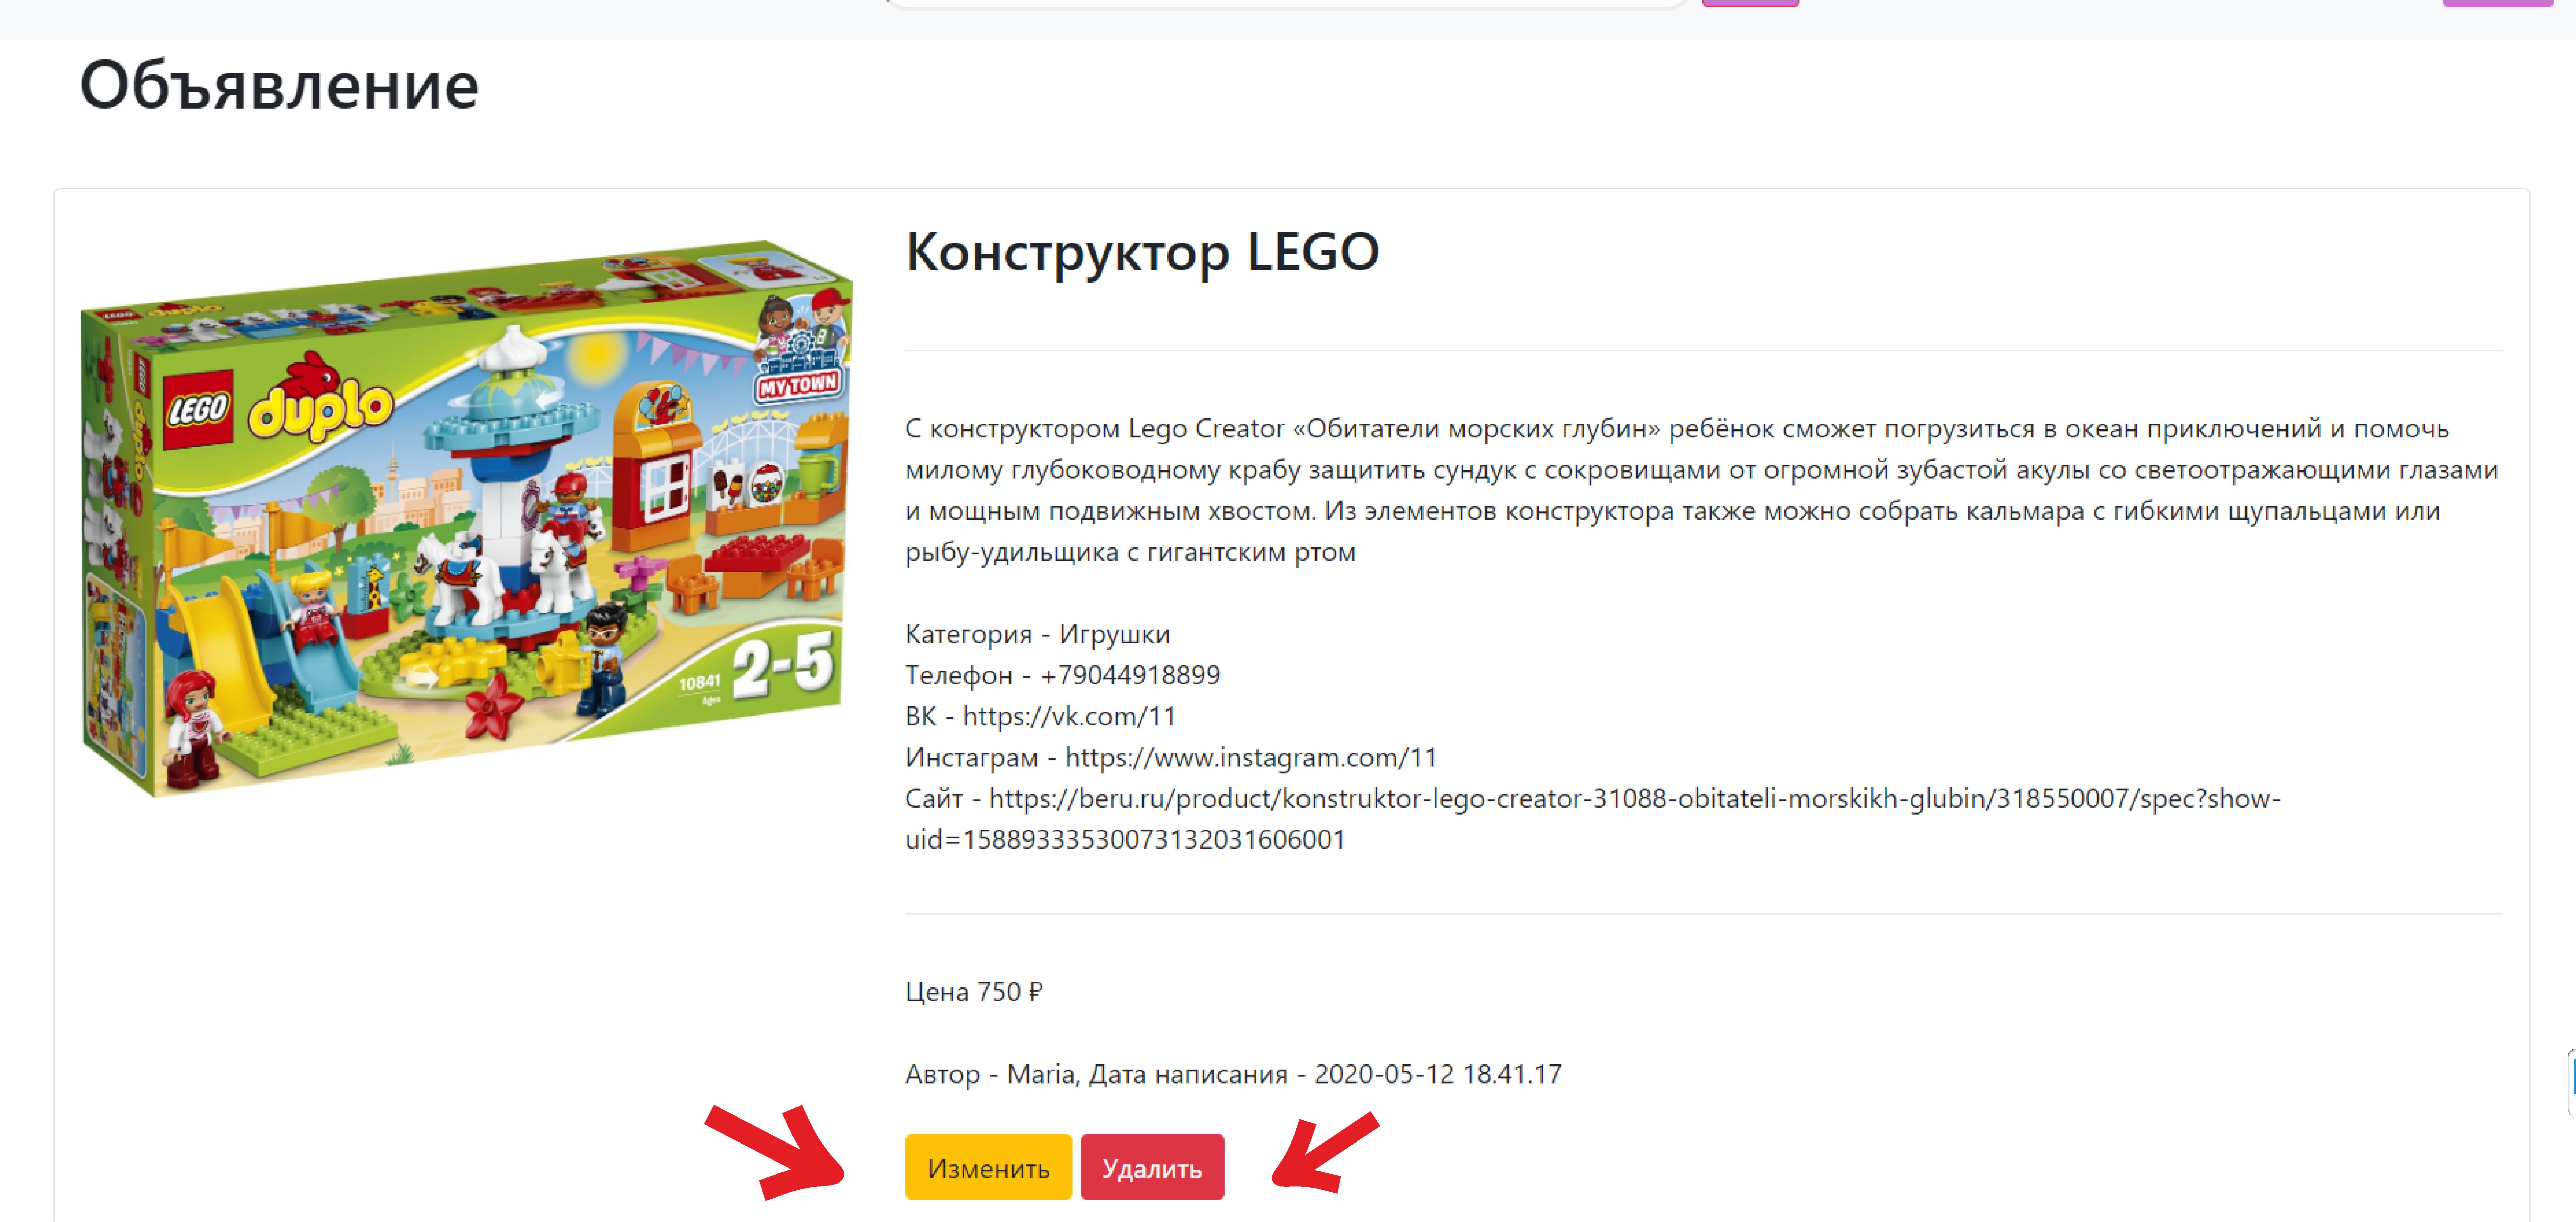 Объявление
Конструктор LEGO
LEGO duplo
MY TOWN
10841
Ages
2-5
С конструктором Lego Creator «Обитатели морских глубин» ребёнок сможет погрузиться в океан приключений и помочь
милому глубоководному крабу защитить сундук с сокровищами от огромной зубастой акулы со светоотражающими глазами
и мощным подвижным хвостом. Из элементов конструктора также можно собрать кальмара с гибкими щупальцами или
рыбу-удильщика с гигантским ртом
Категория - Игрушки
Телефон - +79044918899
ВК - https://vk.com/11
Инстаграм - https://www.instagram.com/11
Сайт - https://beru.ru/product/konstruktor-lego-creator-31088-obitateli-morskikh-glubin/318550007/spec?show-
uid=15889333530073132031606001
Цена 750 ₽
Автор - Maria, Дата написания - 2020-05-12 18.41.17
Изменить Удалить